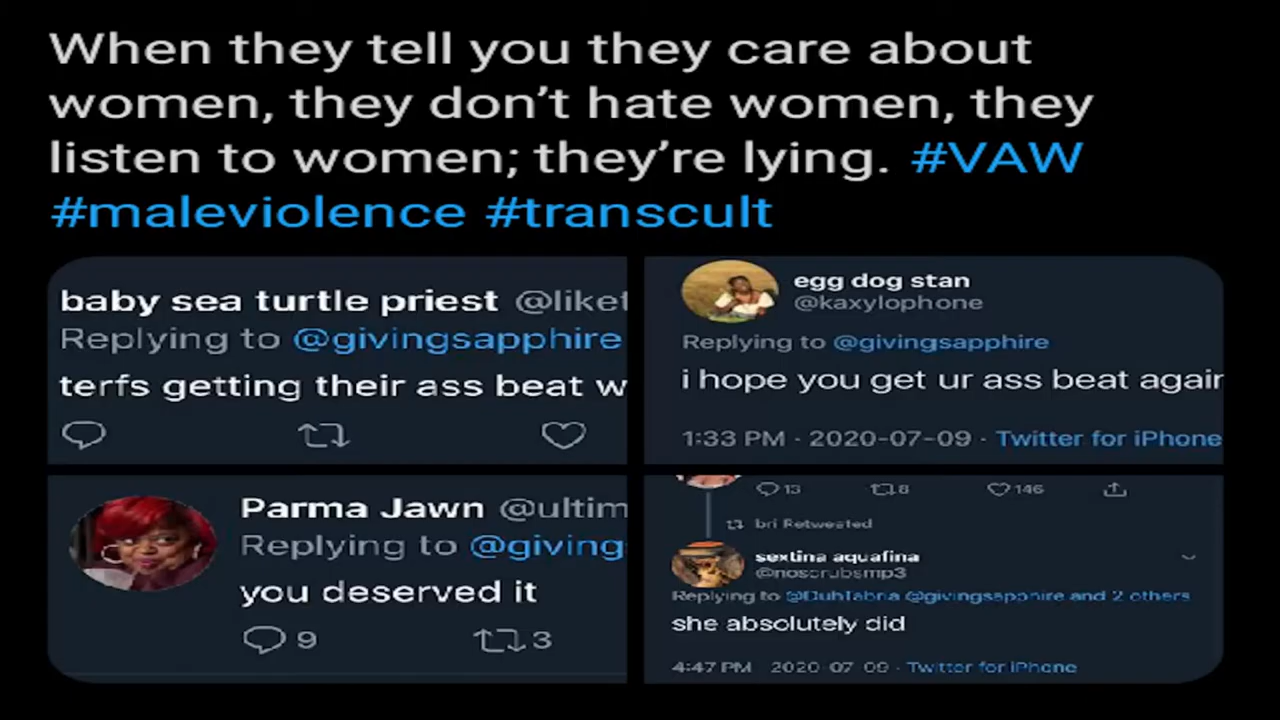 When they tell you they care about
women, they don't hate women, they
listen to women; they're lying. #VAW
#maleviolence #transcult
baby sea turtle priest @liket
Replying to @givingsapphire
terfs getting their ass beat w
egg dog stan
@kaxylophone
Replying to @givingsapphire
i hope you get ur ass beat again
1:33 PM · 2020-07-09 · Twitter for iPhone
Parma Jawn @ultim
Replying to @giving
you deserved it
9 3
13 8 146
bri Retweeted
sextina aquafina
@noscrubsmp3
Replying to @DuhTabria @givingsapphire and 2 others
she absolutely did
4:47 PM · 2020-07-09 · Twitter for iPhone